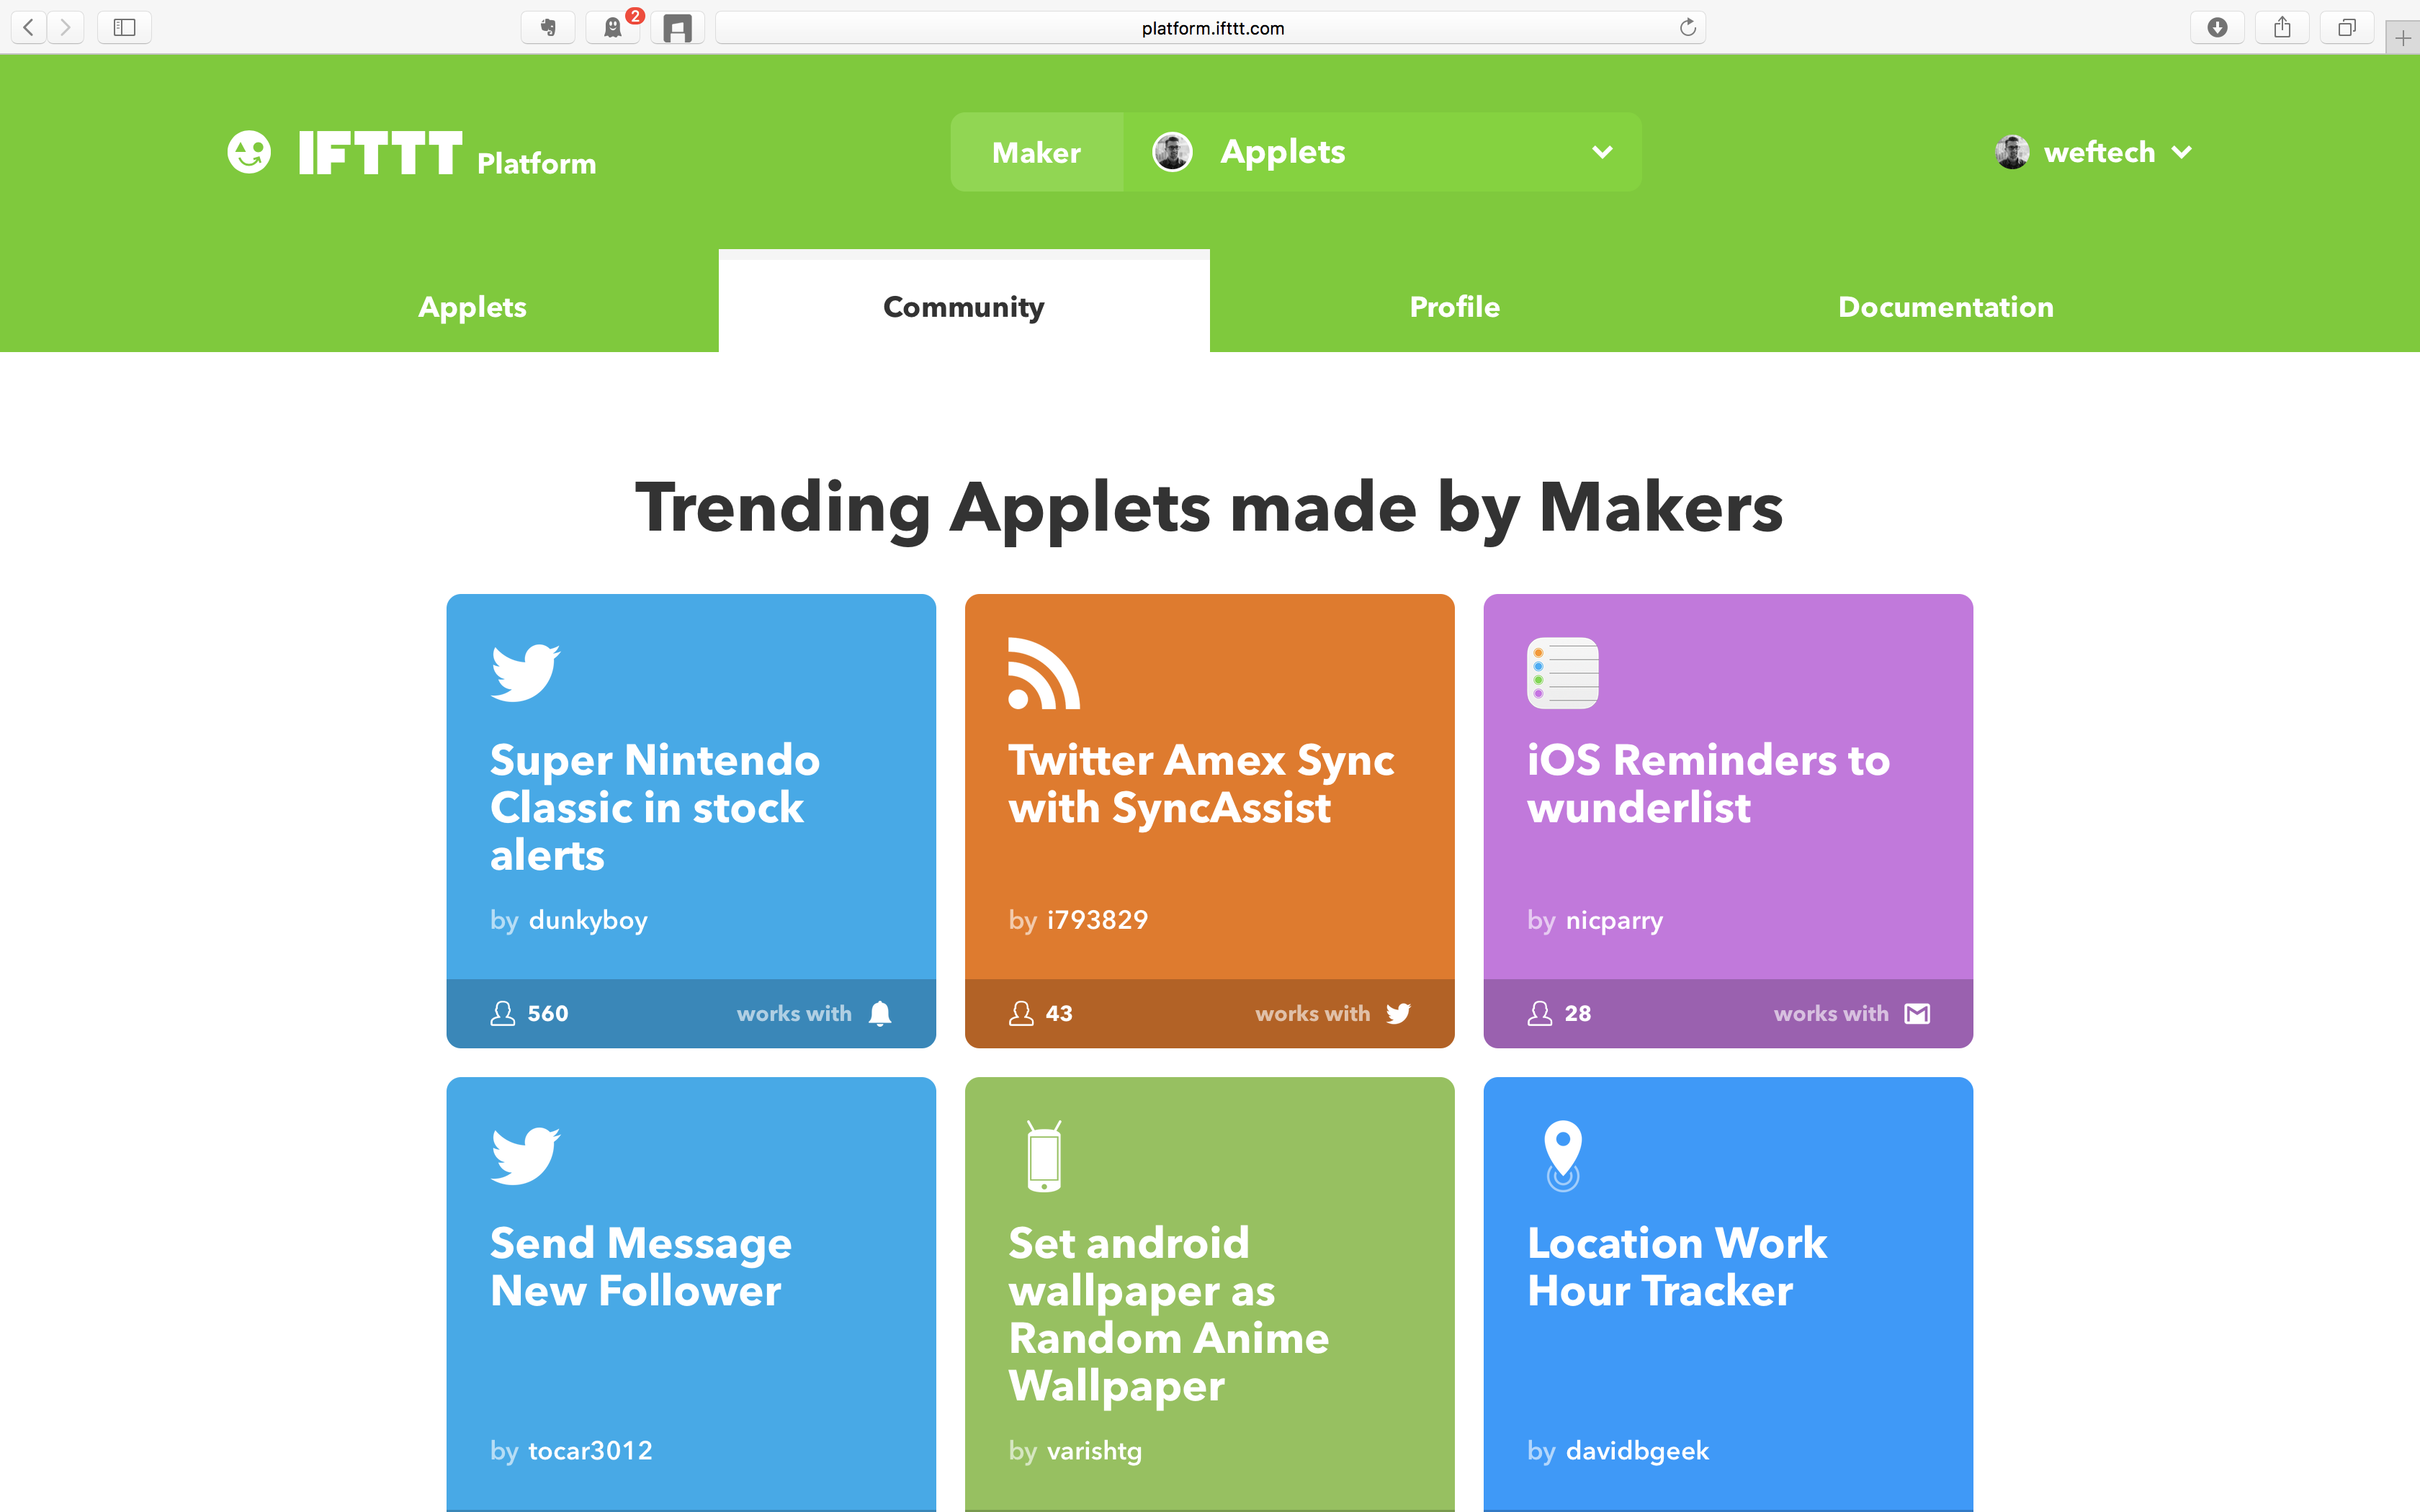 2
platform.ifttt.com
IFTTT Platform
Maker
Applets
weftech
Applets
Community
Profile
Documentation
Trending Applets made by Makers
Super Nintendo
Classic in stock
alerts
by dunkyboy
560
works with
Twitter Amex Sync
with SyncAssist
by i793829
43
works with
iOS Reminders to
wunderlist
by nicparry
28
works with
Send Message
New Follower
by tocar3012
Set android
wallpaper as
Random Anime
Wallpaper
by varishtg
Location Work
Hour Tracker
by davidbgeek